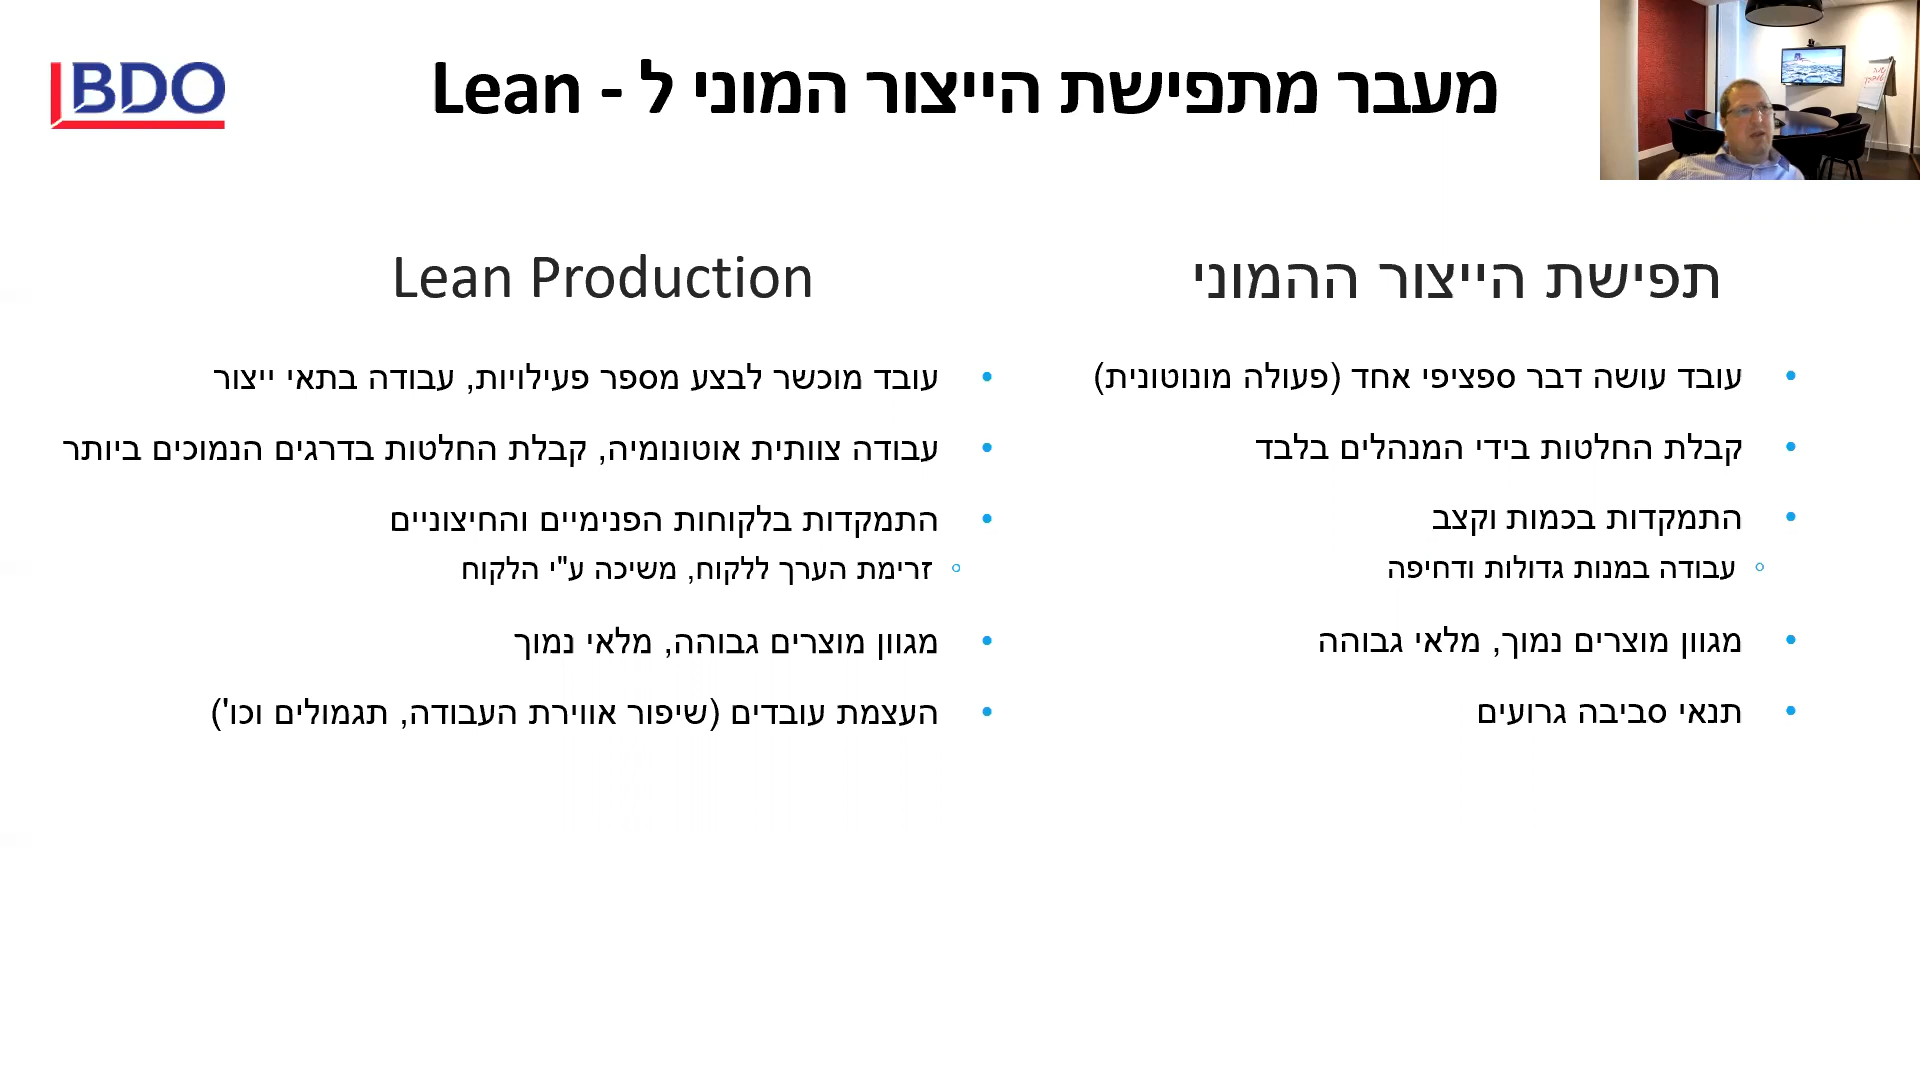 BDO
מעבר מתפישת הייצור המוני ל - Lean
תפישת הייצור ההמוני
עובד עושה דבר ספציפי אחד (פעולה מונוטונית)
קבלת החלטות בידי המנהלים בלבד
התמקדות בכמות וקצב
עבודה במנות גדולות ודחיפה
מגוון מוצרים נמוך, מלאי גבוהה
תנאי סביבה גרועים
Lean Production
עובד מוכשר לבצע מספר פעילויות, עבודה בתאי ייצור
עבודה צוותית אוטונומיה, קבלת החלטות בדרגים הנמוכים ביותר
התמקדות בלקוחות הפנימיים והחיצוניים
זרימת הערך ללקוח, משיכה ע"י הלקוח
מגוון מוצרים גבוהה, מלאי נמוך
העצמת עובדים (שיפור אווירת העבודה, תגמולים וכו')